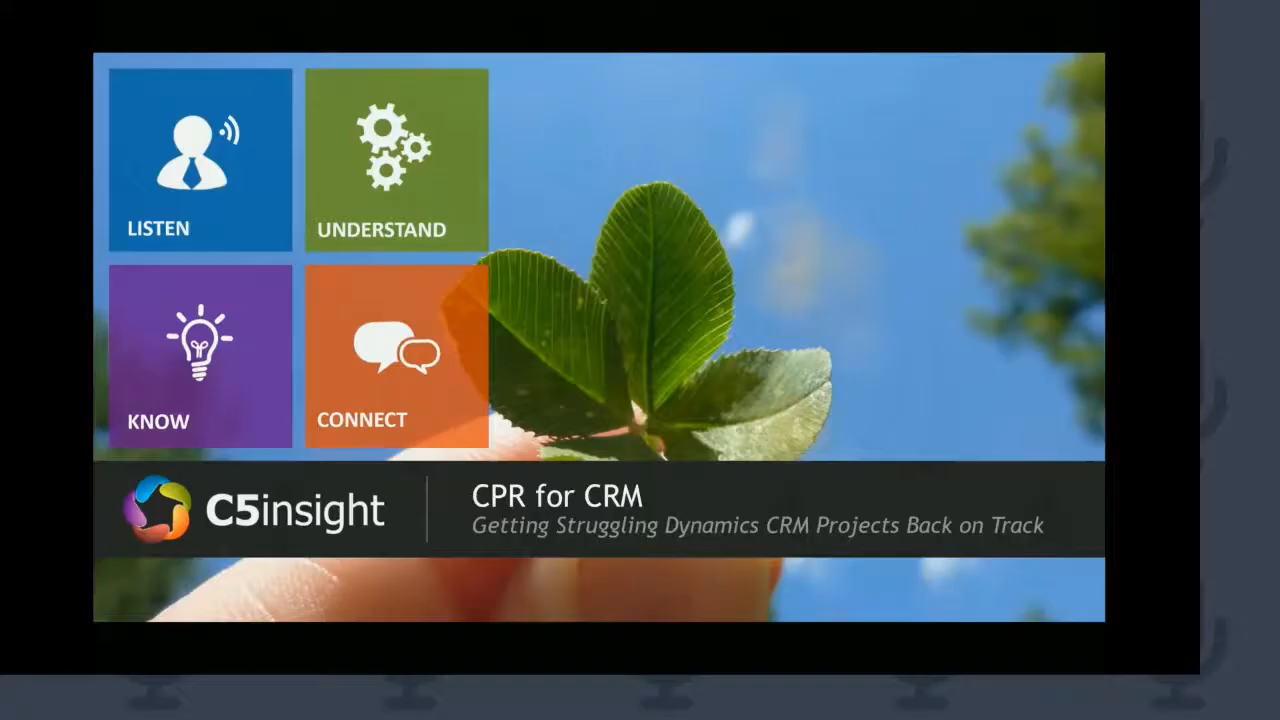 LISTEN
UNDERSTAND
KNOW
CONNECT
C5insight
CPR for CRM
Getting Struggling Dynamics CRM Projects Back on Track